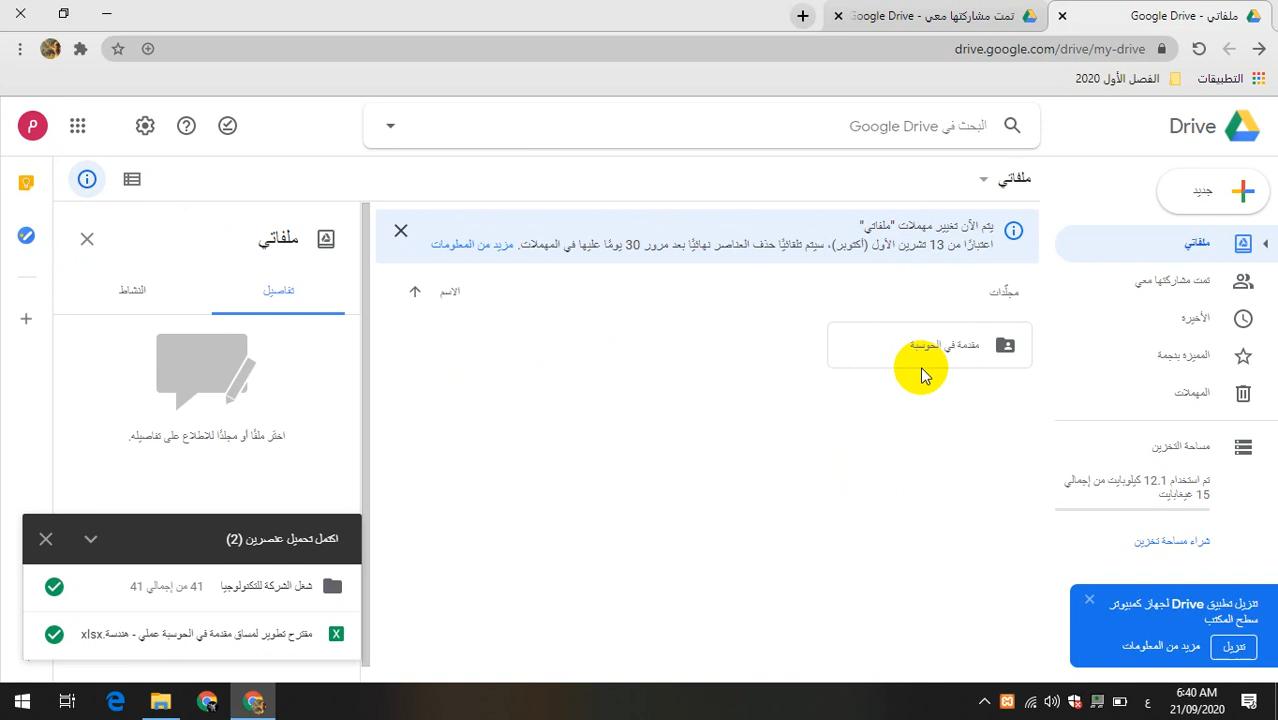 ملفاتي - Google Drive
تمت مشاركتها معي - Google Drive
drive.google.com/drive/my-drive
التطبيقات
الفصل الأول 2020
Drive
البحث في Google Drive
P
جديد
ملفاتي
تمت مشاركتها معي
الأخيرة
المميزة بنجمة
المهملات
مساحة التخزين
تم استخدام 12.1 كيلوبايت من إجمالي
15 غيغابايت
شراء مساحة تخزين
تنزيل تطبيق Drive لجهاز كمبيوتر
سطح المكتب
تنزيل
مزيد من المعلومات
ملفاتي
يتم الآن تغيير مهملات "ملفاتي"
اعتبارًا من 13 تشرين الأول (أكتوبر)، سيتم تلقائيًا حذف العناصر نهائيًا بعد مرور 30 يومًا عليها في المهملات. مزيد من المعلومات
مجلّدات
الاسم
مقدمة في الحوسبة
ملفاتي
تفاصيل
النشاط
اختَر ملفًا أو مجلدًا للاطلاع على تفاصيله.
اكتمل تحميل عنصرين (2)
شغل الشركة للتكنولوجيا
41 من إجمالي 41
مقترح تطوير لمساق مقدمة في الحوسبة عملي - هندسة.xlsx
ع
6:40 AM
21/09/2020